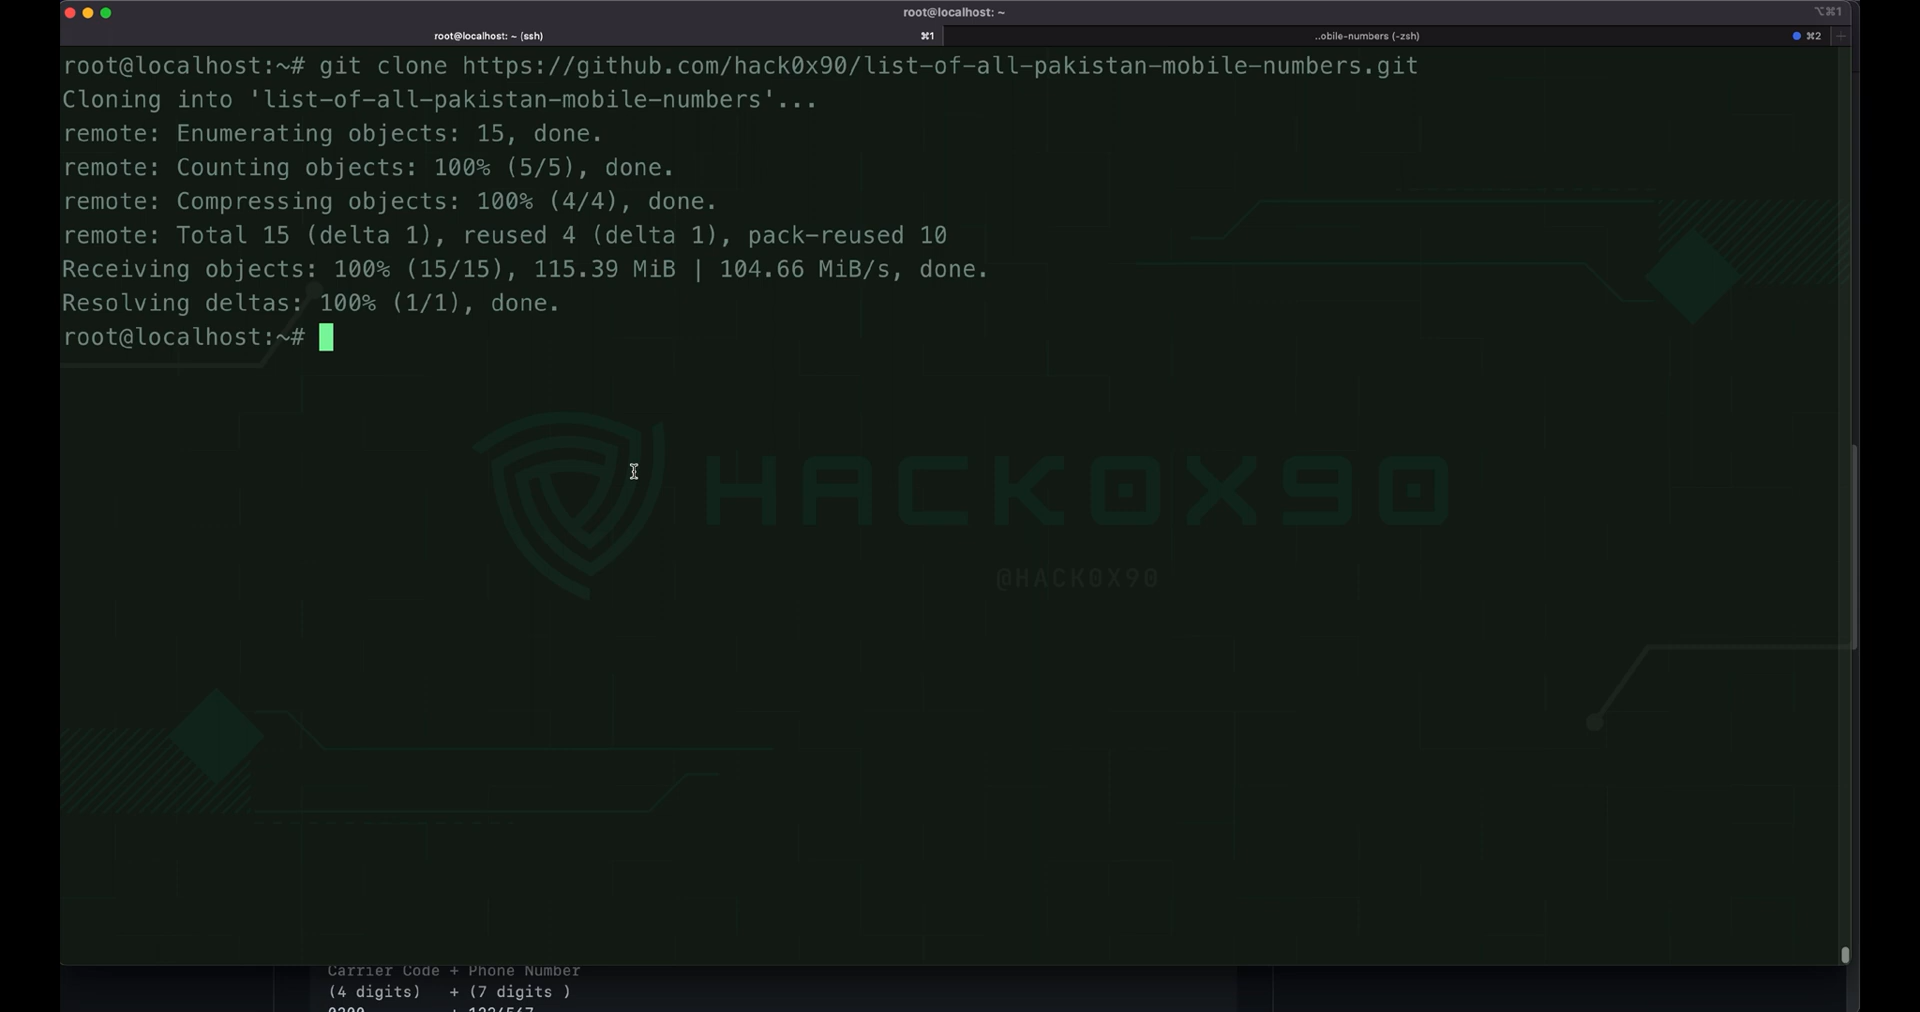 root@localhost: ~
⌥⌘1
root@localhost: ~ (ssh)
⌘1
..obile-numbers (-zsh)
⌘2
root@localhost:~# git clone https://github.com/hack0x90/list-of-all-pakistan-mobile-numbers.git
Cloning into 'list-of-all-pakistan-mobile-numbers'...
remote: Enumerating objects: 15, done.
remote: Counting objects: 100% (5/5), done.
remote: Compressing objects: 100% (4/4), done.
remote: Total 15 (delta 1), reused 4 (delta 1), pack-reused 10
Receiving objects: 100% (15/15), 115.39 MiB | 104.66 MiB/s, done.
Resolving deltas: 100% (1/1), done.
root@localhost:~#
HACK0X90
@HACK0X90
Carrier Code + Phone Number
(4 digits) + (7 digits )